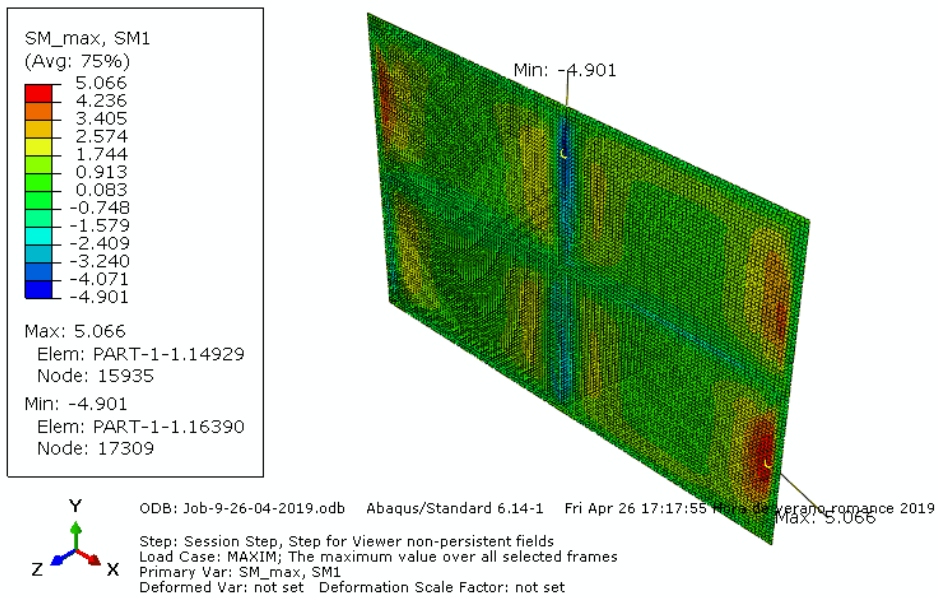 SM_max, SM1
(Avg: 75%)
5.066
4.236
3.405
2.574
1.744
0.913
0.083
-0.748
-1.579
-2.409
-3.240
-4.071
-4.901
Max: 5.066
Elem: PART-1-1.14929
Node: 15935
Min: -4.901
Elem: PART-1-1.16390
Node: 17309
Min: -4.901
Max: 5.066
Y
Z
X
ODB: Job-9-26-04-2019.odb Abaqus/Standard 6.14-1 Fri Apr 26 17:17:55 Hora de verano romance 2019
Step: Session Step, Step for Viewer non-persistent fields
Load Case: MAXIM; The maximum value over all selected frames
Primary Var: SM_max, SM1
Deformed Var: not set Deformation Scale Factor: not set